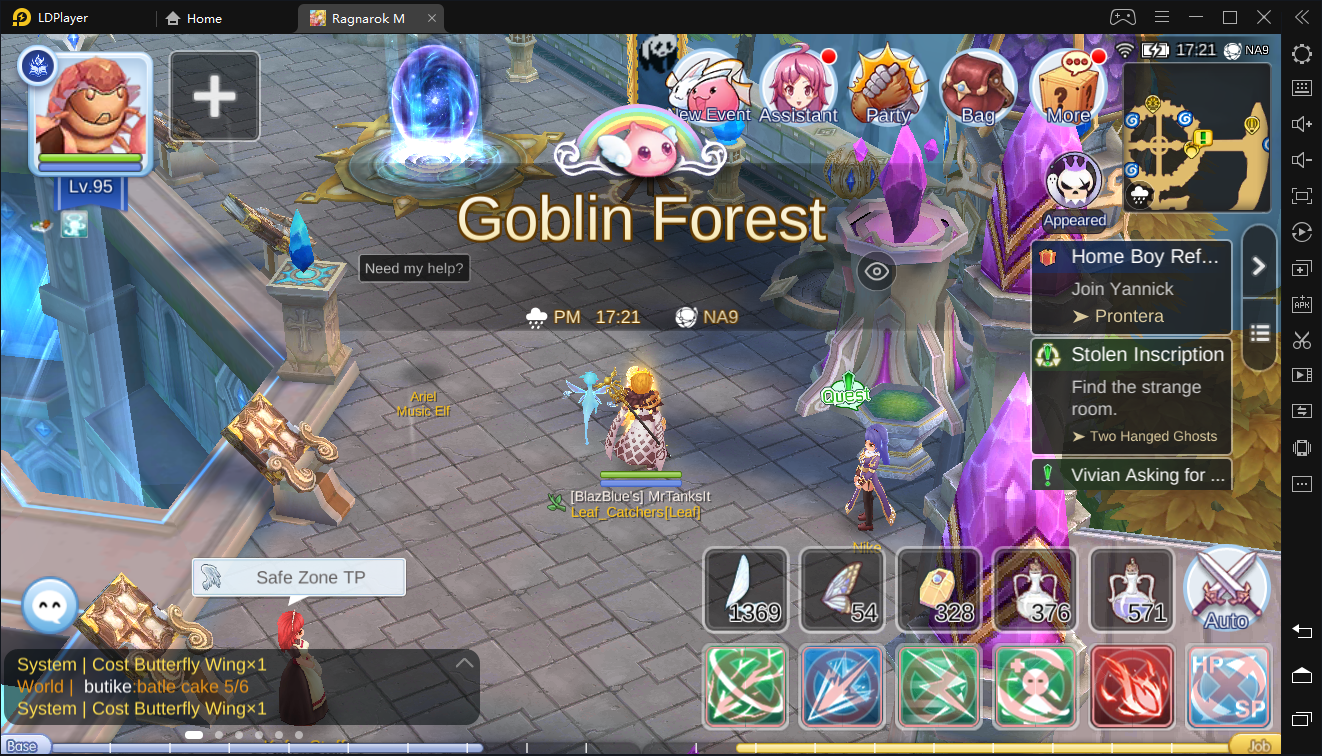 LDPlayer
Home
Ragnarok M
17:21
NA9
New Event
Assistant
Party
Bag
More
Lv.95
Appeared
Goblin Forest
Need my help?
PM 17:21 NA9
Home Boy Ref...
Join Yannick
➤ Prontera
Stolen Inscription
Find the strange
room.
➤ Two Hanged Ghosts
Vivian Asking for ...
Quest
Ariel
Music Elf
[BlazBlue's] MrTanksIt
Leaf_Catchers[Leaf]
Nike
Safe Zone TP
1369
54
328
376
571
Auto
HP
SP
System | Cost Butterfly Wing×1
World | butike:batle cake 5/6
System | Cost Butterfly Wing×1
Base
Job
APK